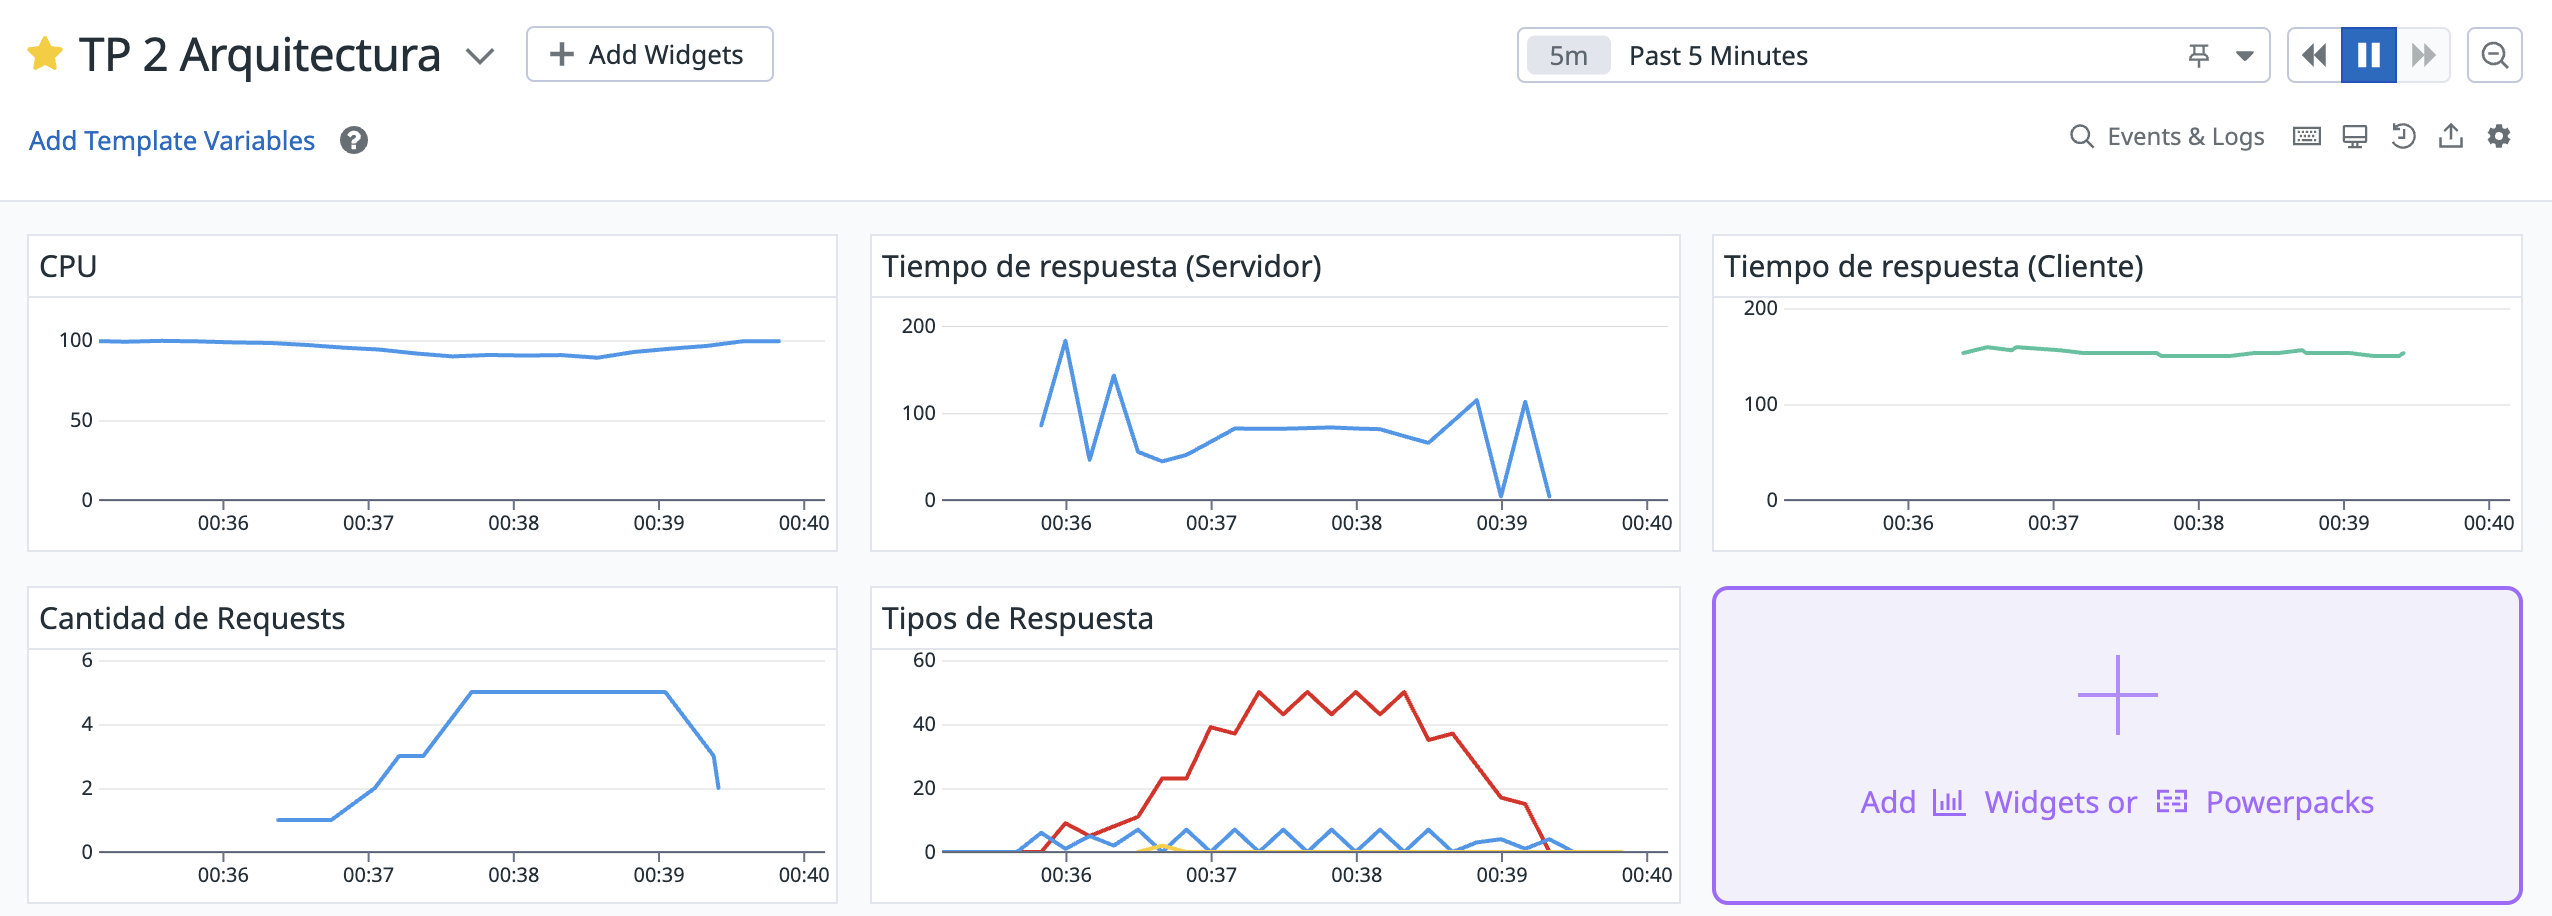 TP 2 Arquitectura
Add Widgets
5m Past 5 Minutes
Add Template Variables ?
Events & Logs
CPU
100
50
0
00:36 00:37 00:38 00:39 00:40
Tiempo de respuesta (Servidor)
200
100
0
00:36 00:37 00:38 00:39 00:40
Tiempo de respuesta (Cliente)
200
100
0
00:36 00:37 00:38 00:39 00:40
Cantidad de Requests
6
4
2
0
00:36 00:37 00:38 00:39 00:40
Tipos de Respuesta
60
40
20
0
00:36 00:37 00:38 00:39 00:40
Add Widgets or Powerpacks